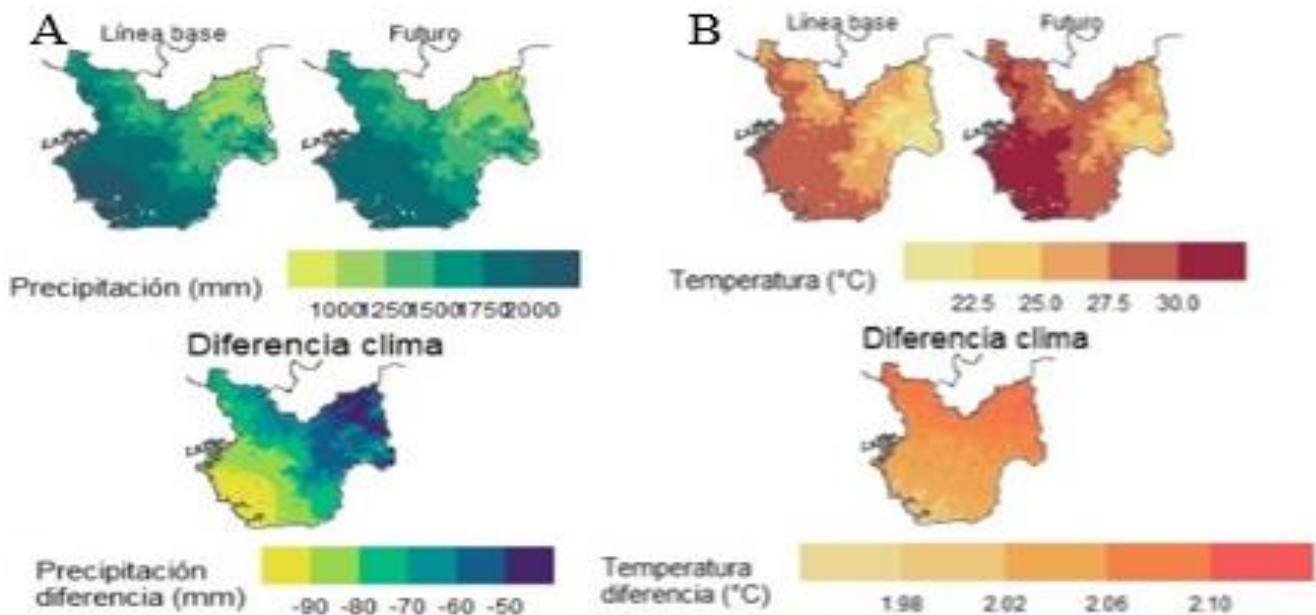 A
Línea base
Futuro
Precipitación (mm)
1000 1250 1500 1750 2000
Diferencia clima
Precipitación
diferencia (mm)
-90 -80 -70 -60 -50
B
Línea base
Futuro
Temperatura (°C)
22.5 25.0 27.5 30.0
Diferencia clima
Temperatura
diferencia (°C)
1.98 2.02 2.06 2.10